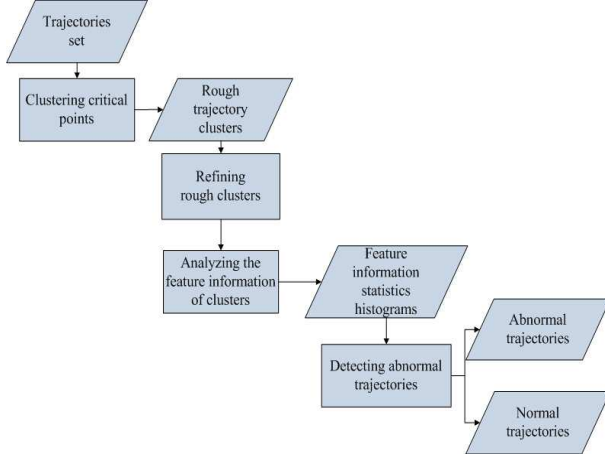 Trajectories
set
Clustering critical
points
Rough
trajectory
clusters
Refining
rough clusters
Analyzing the
feature information
of clusters
Feature
information
statistics
histograms
Detecting abnormal
trajectories
Abnormal
trajectories
Normal
trajectories